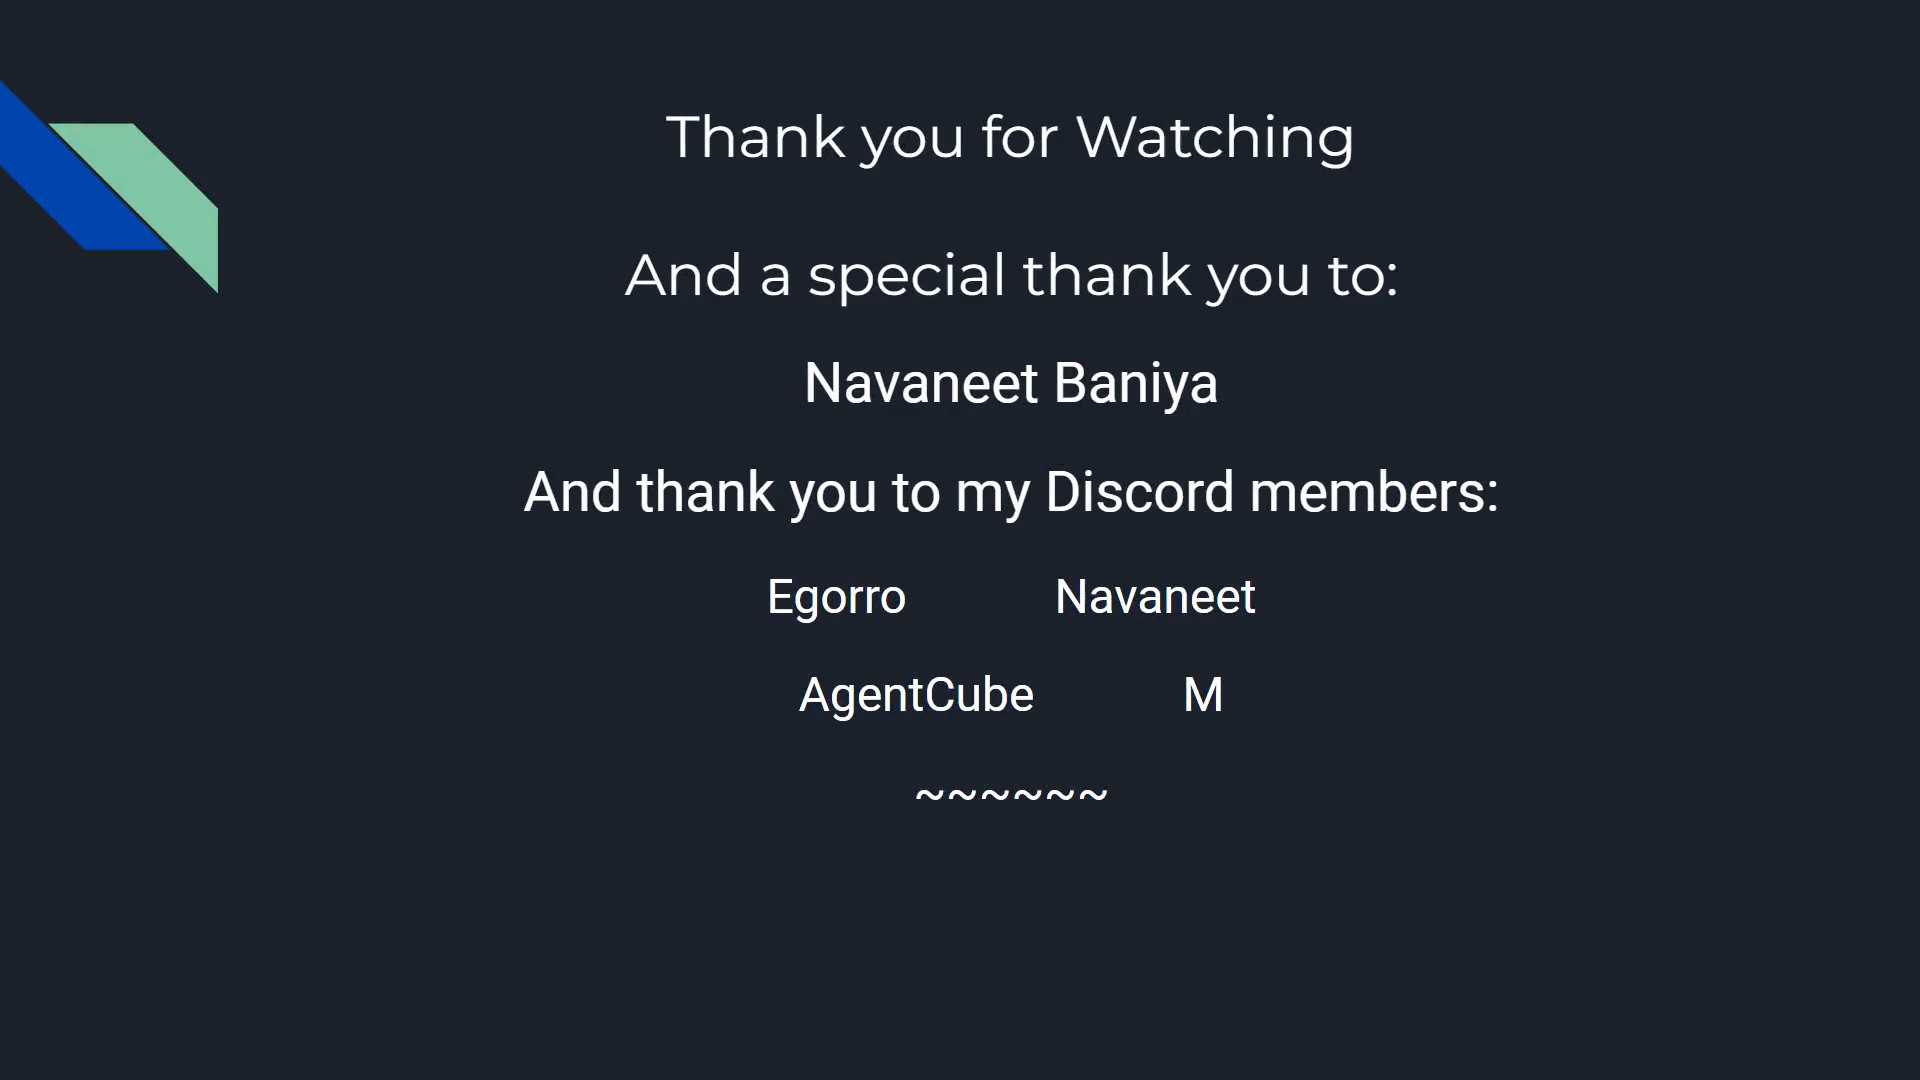 Thank you for Watching
And a special thank you to:
Navaneet Baniya
And thank you to my Discord members:
Egorro Navaneet
AgentCube M
~~~~~~